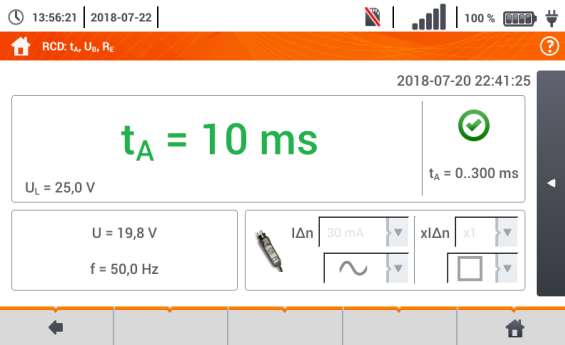 13:56:21 2018-07-22 100 %
RCD: tA, UB, RE ?
2018-07-20 22:41:25
tA = 10 ms
tA = 0..300 ms
UL = 25,0 V
U = 19,8 V
f = 50,0 Hz
IΔn 30 mA xIΔn x1